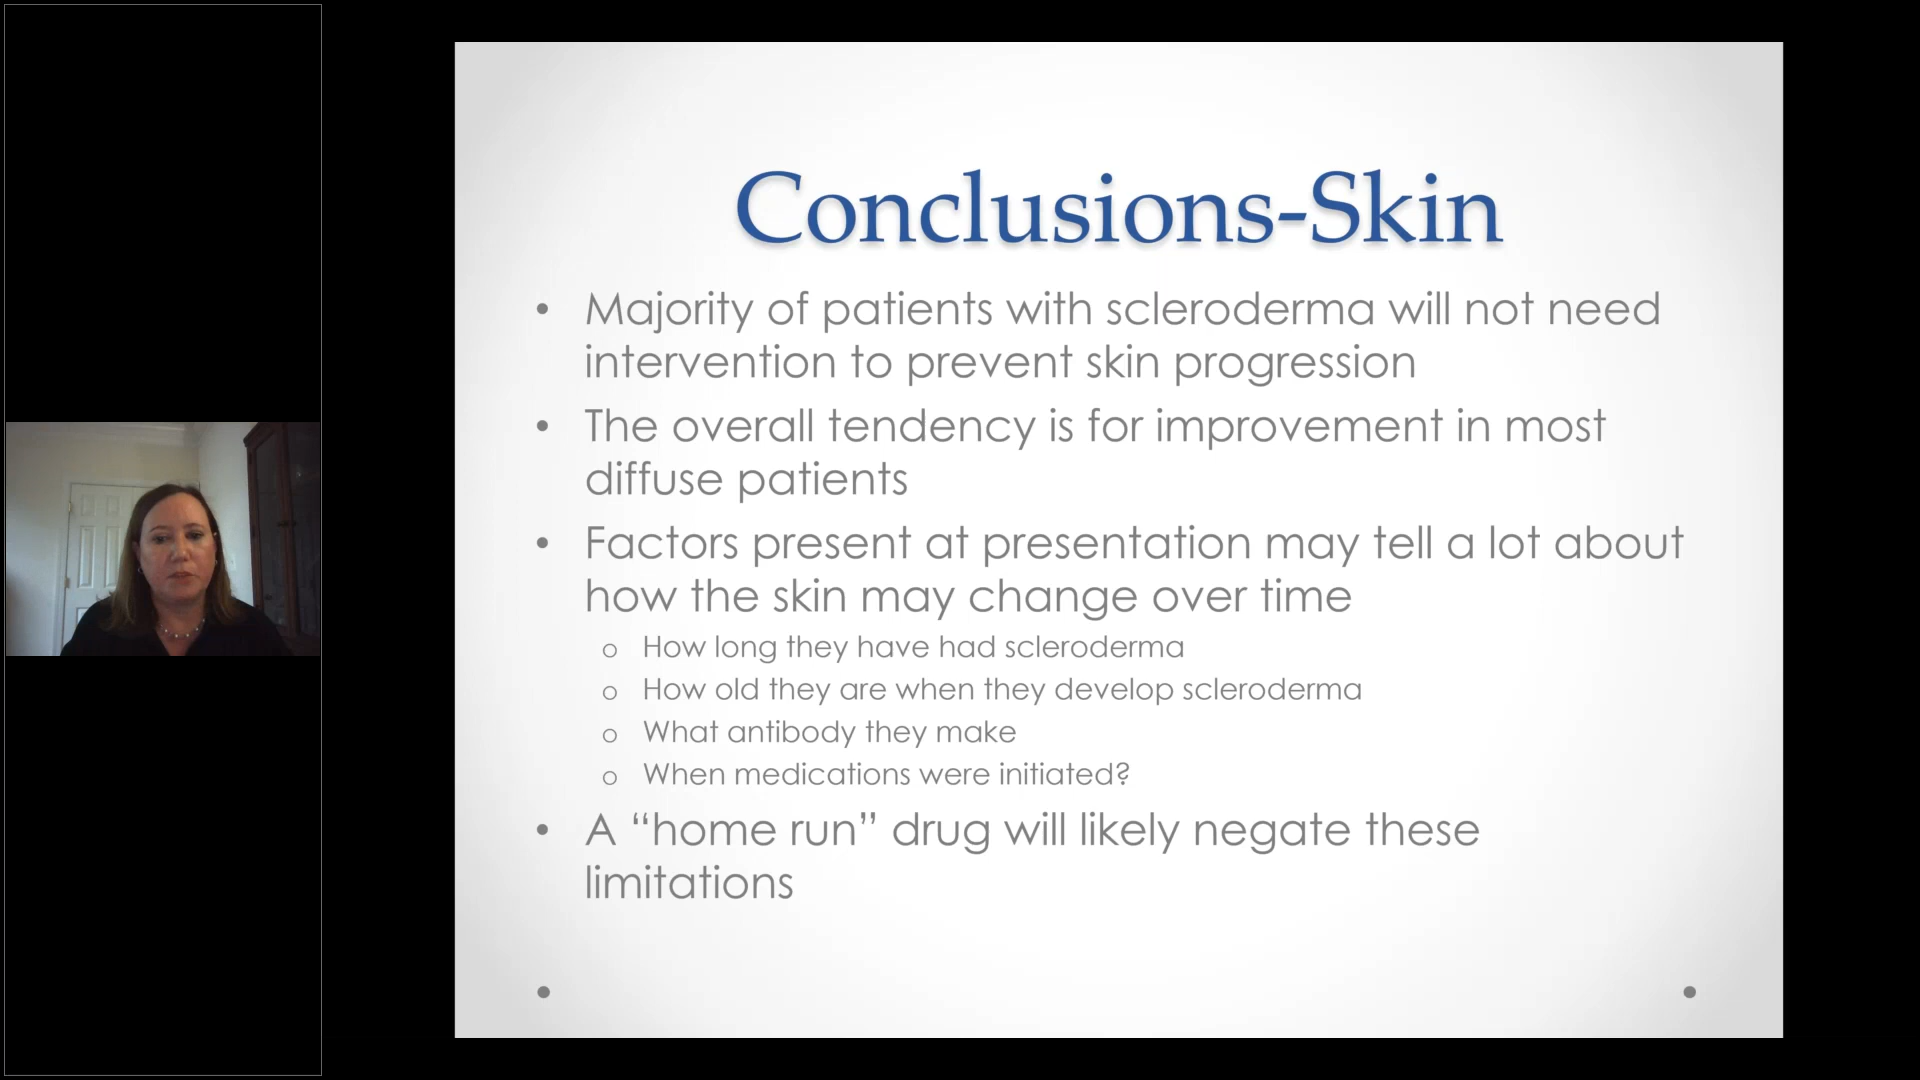 Conclusions-Skin
• Majority of patients with scleroderma will not need
intervention to prevent skin progression
• The overall tendency is for improvement in most
diffuse patients
• Factors present at presentation may tell a lot about
how the skin may change over time
o How long they have had scleroderma
o How old they are when they develop scleroderma
o What antibody they make
o When medications were initiated?
• A “home run” drug will likely negate these
limitations